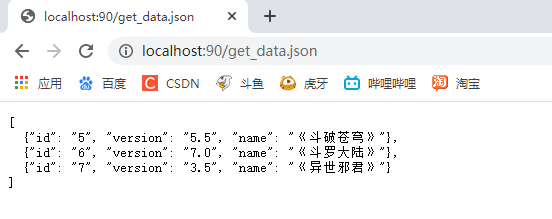 localhost:90/get_data.json
localhost:90/get_data.json
应用 百度 CSDN 斗鱼 虎牙 哔哩哔哩 淘宝
[
{"id": "5", "version": "5.5", "name": "《斗破苍穹》"},
{"id": "6", "version": "7.0", "name": "《斗罗大陆》"},
{"id": "7", "version": "3.5", "name": "《异世邪君》"}
]